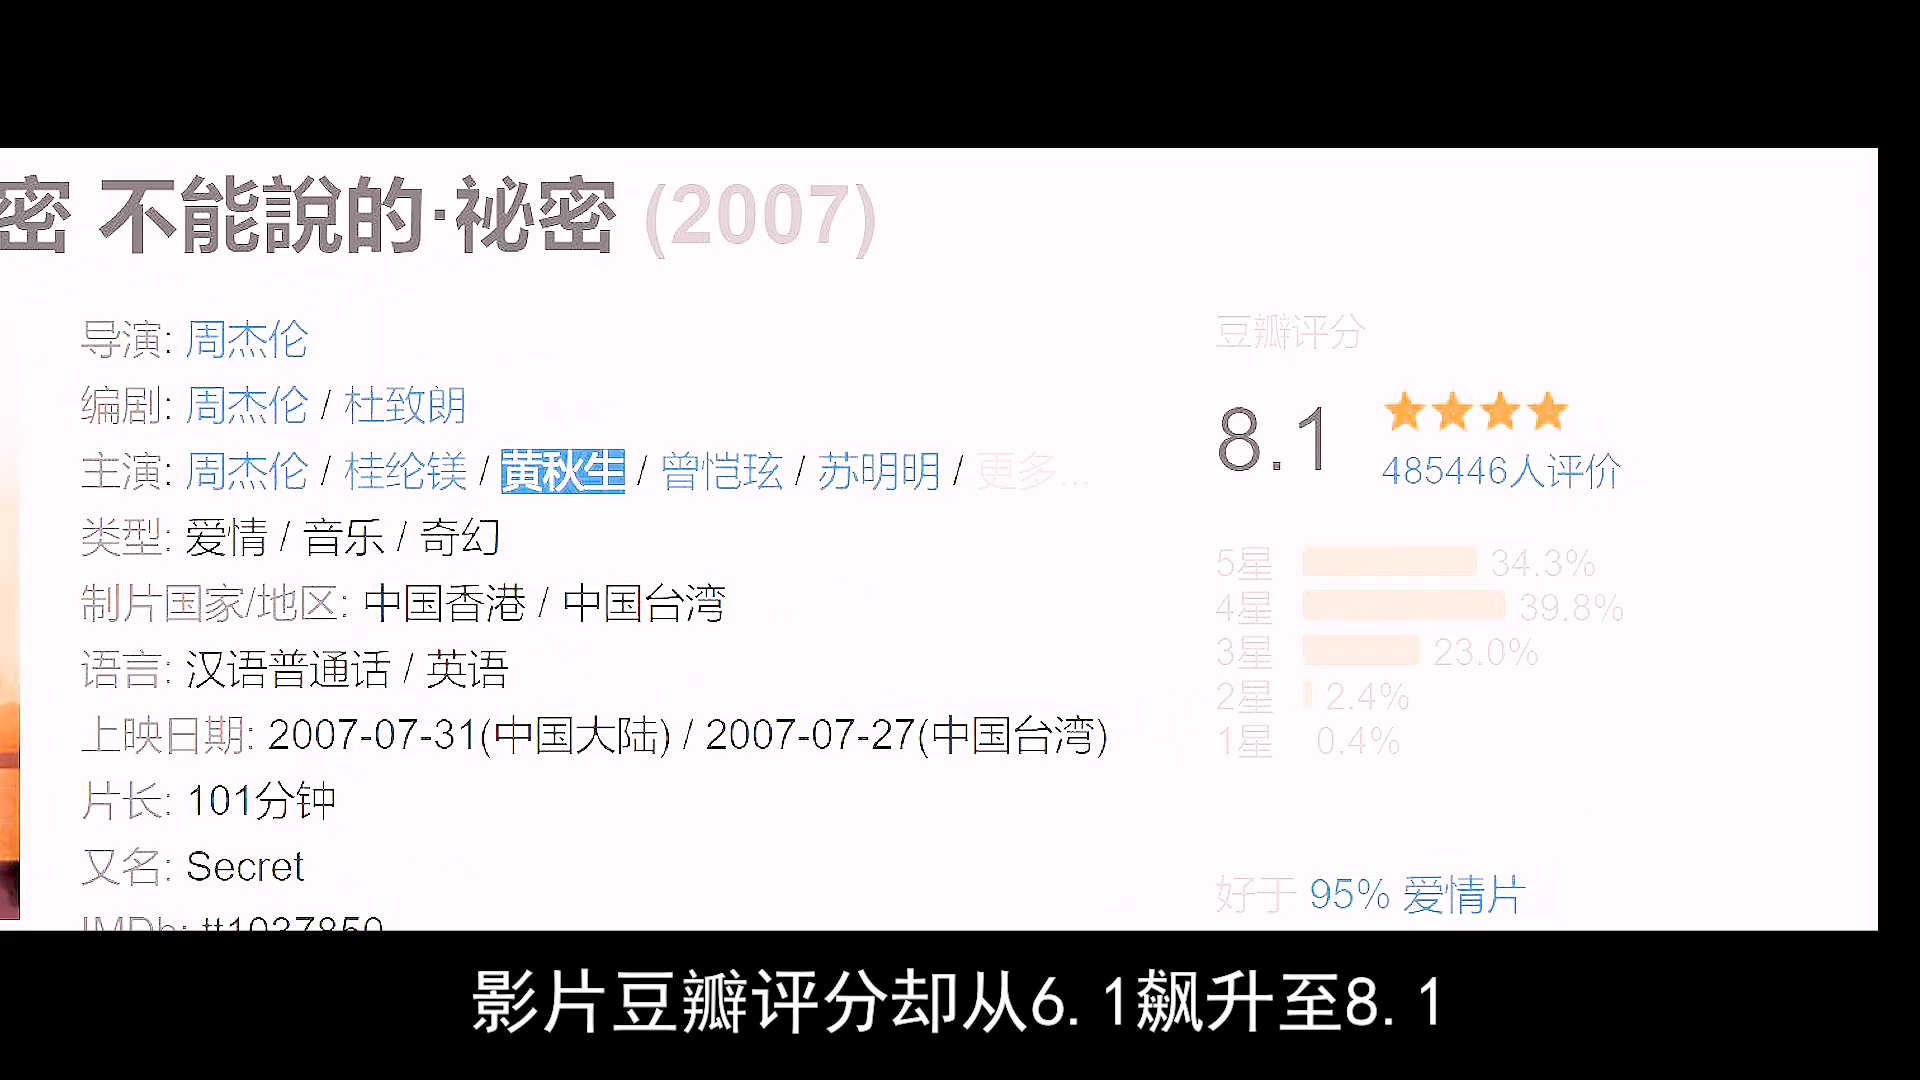 密 不能說的·祕密 (2007)
导演: 周杰伦
编剧: 周杰伦 / 杜致朗
主演: 周杰伦 / 桂纶镁 / 黄秋生 / 曾恺玹 / 苏明明 / 更多...
类型: 爱情 / 音乐 / 奇幻
制片国家/地区: 中国香港 / 中国台湾
语言: 汉语普通话 / 英语
上映日期: 2007-07-31(中国大陆) / 2007-07-27(中国台湾)
片长: 101分钟
又名: Secret
IMDb: tt1037850
豆瓣评分
8.1
485446人评价
5星 34.3%
4星 39.8%
3星 23.0%
2星 2.4%
1星 0.4%
好于 95% 爱情片
影片豆瓣评分却从6.1飙升至8.1